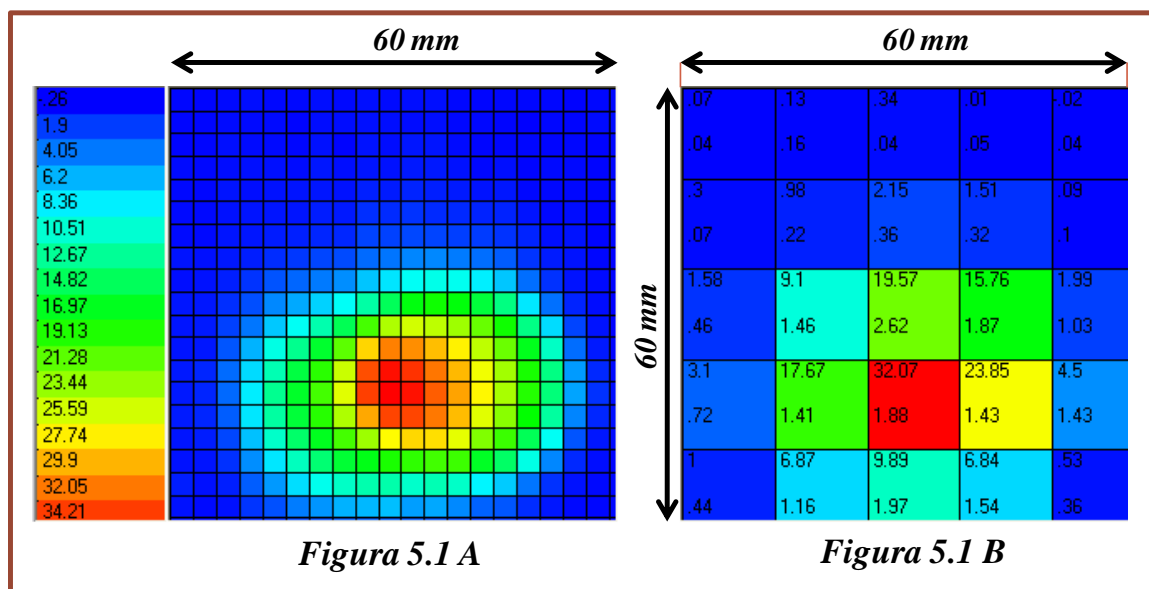 60 mm
60 mm
-.26
1.9
4.05
6.2
8.36
10.51
12.67
14.82
16.97
19.13
21.28
23.44
25.59
27.74
29.9
32.05
34.21
60 mm
.07 .13 .34 .01 -.02
.04 .16 .04 .05 .04
.3 .98 2.15 1.51 .09
.07 .22 .36 .32 .1
1.58 9.1 19.57 15.76 1.99
.46 1.46 2.62 1.87 1.03
3.1 17.67 32.07 23.85 4.5
.72 1.41 1.88 1.43 1.43
1 6.87 9.89 6.84 .53
.44 1.16 1.97 1.54 .36
Figura 5.1 A
Figura 5.1 B